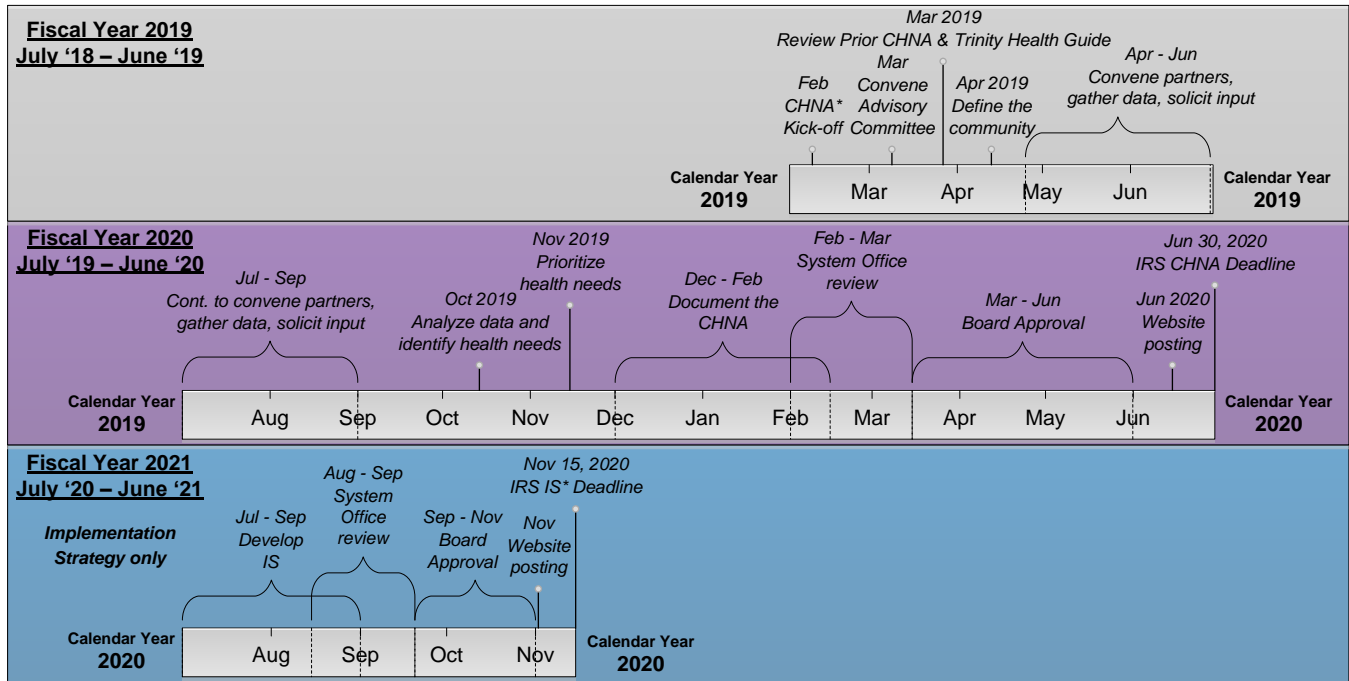 Fiscal Year 2019
July ‘18 – June ‘19
Mar 2019
Review Prior CHNA & Trinity Health Guide
Feb
CHNA*
Kick-off
Mar
Convene
Advisory
Committee
Apr 2019
Define the
community
Apr - Jun
Convene partners,
gather data, solicit input
Calendar Year
2019
Mar
Apr
May
Jun
Calendar Year
2019
Fiscal Year 2020
July ‘19 – June ‘20
Jul - Sep
Cont. to convene partners,
gather data, solicit input
Oct 2019
Analyze data and
identify health needs
Nov 2019
Prioritize
health needs
Dec - Feb
Document the
CHNA
Feb - Mar
System Office
review
Mar - Jun
Board Approval
Jun 2020
Website
posting
Jun 30, 2020
IRS CHNA Deadline
Calendar Year
2019
Aug
Sep
Oct
Nov
Dec
Jan
Feb
Mar
Apr
May
Jun
Calendar Year
2020
Fiscal Year 2021
July ‘20 – June ‘21
Implementation
Strategy only
Jul - Sep
Develop
IS
Aug - Sep
System
Office
review
Sep - Nov
Board
Approval
Nov
Website
posting
Nov 15, 2020
IRS IS* Deadline
Calendar Year
2020
Aug
Sep
Oct
Nov
Calendar Year
2020